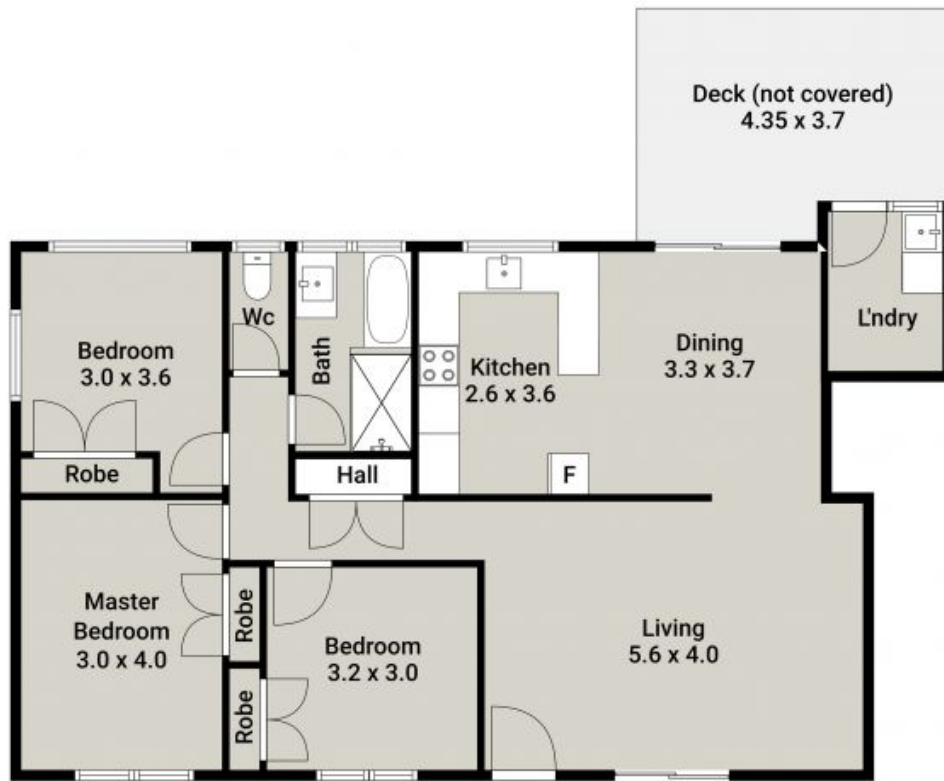 Deck (not covered)
4.35 x 3.7
Wc
Bath
L'ndry
Bedroom
3.0 x 3.6
Kitchen
2.6 x 3.6
Dining
3.3 x 3.7
Robe
Hall
F
Master
Bedroom
3.0 x 4.0
Robe
Robe
Bedroom
3.2 x 3.0
Living
5.6 x 4.0